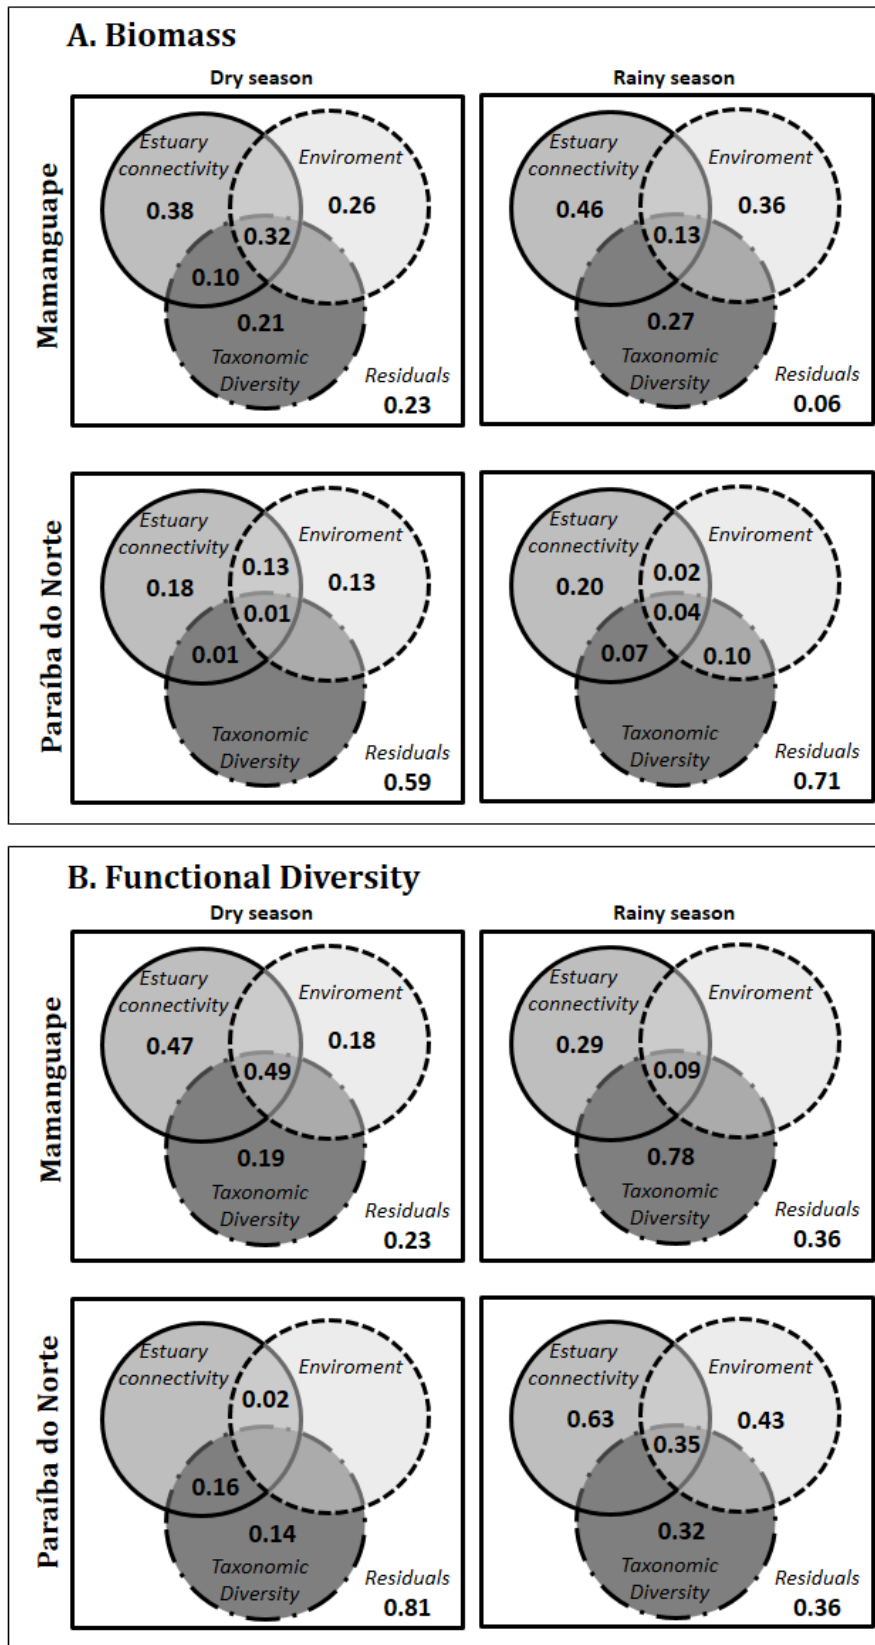 A. Biomass
Dry season
Rainy season
Mamanguape
Estuary
connectivity
Enviroment
0.38
0.26
0.32
0.10
0.21
Taxonomic
Diversity
Residuals
0.23
Estuary
connectivity
Enviroment
0.46
0.36
0.13
0.27
Taxonomic
Diversity
Residuals
0.06
Paraíba do Norte
Estuary
connectivity
Enviroment
0.13
0.18
0.13
0.01
0.01
Taxonomic
Diversity
Residuals
0.59
Estuary
connectivity
Enviroment
0.02
0.20
0.04
0.07
0.10
Taxonomic
Diversity
Residuals
0.71
B. Functional Diversity
Dry season
Rainy season
Mamanguape
Estuary
connectivity
Enviroment
0.47
0.18
0.49
0.19
Taxonomic
Diversity
Residuals
0.23
Estuary
connectivity
Enviroment
0.29
0.09
0.78
Taxonomic
Diversity
Residuals
0.36
Paraíba do Norte
Estuary
connectivity
Enviroment
0.02
0.16
0.14
Taxonomic
Diversity
Residuals
0.81
Estuary
connectivity
Enviroment
0.63
0.43
0.35
0.32
Taxonomic
Diversity
Residuals
0.36